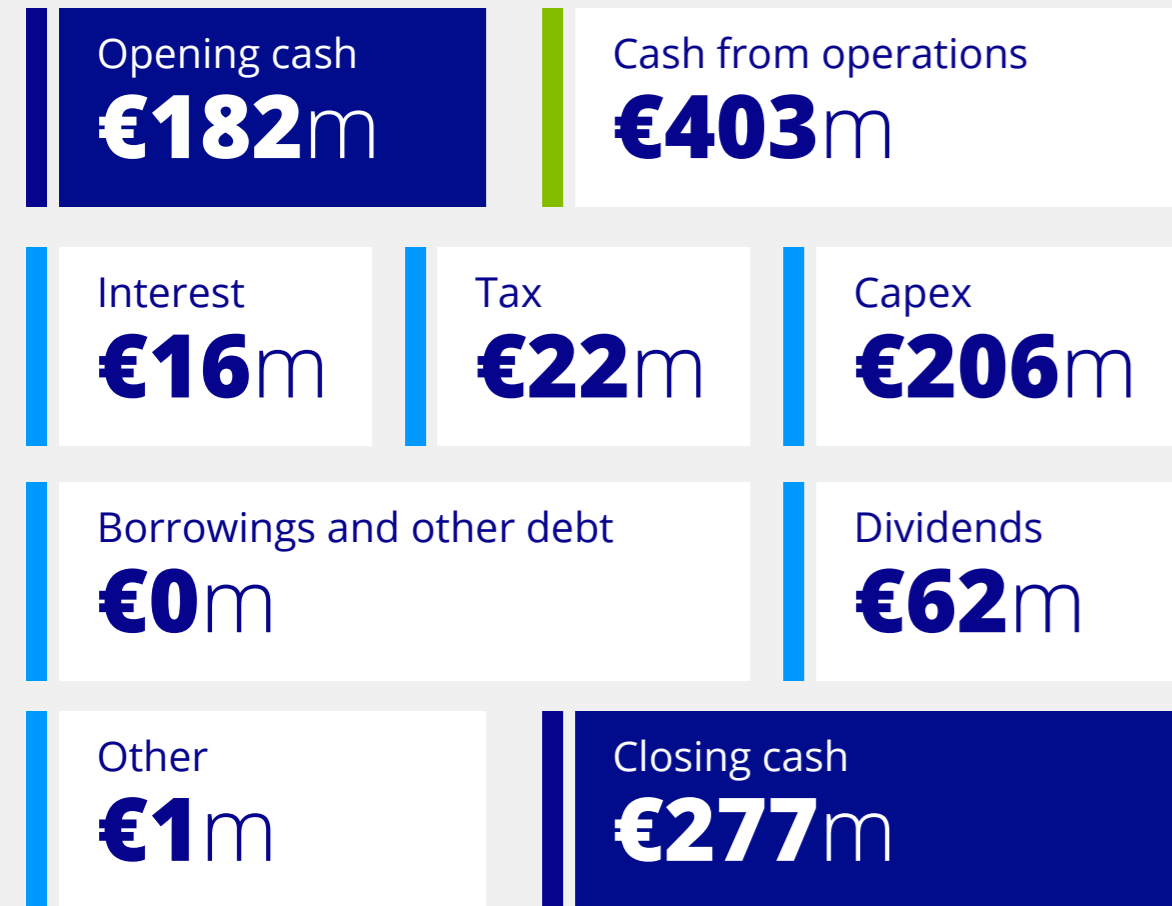 Opening cash
€182m
Cash from operations
€403m
Interest
€16m
Tax
€22m
Capex
€206m
Borrowings and other debt
€0m
Dividends
€62m
Other
€1m
Closing cash
€277m